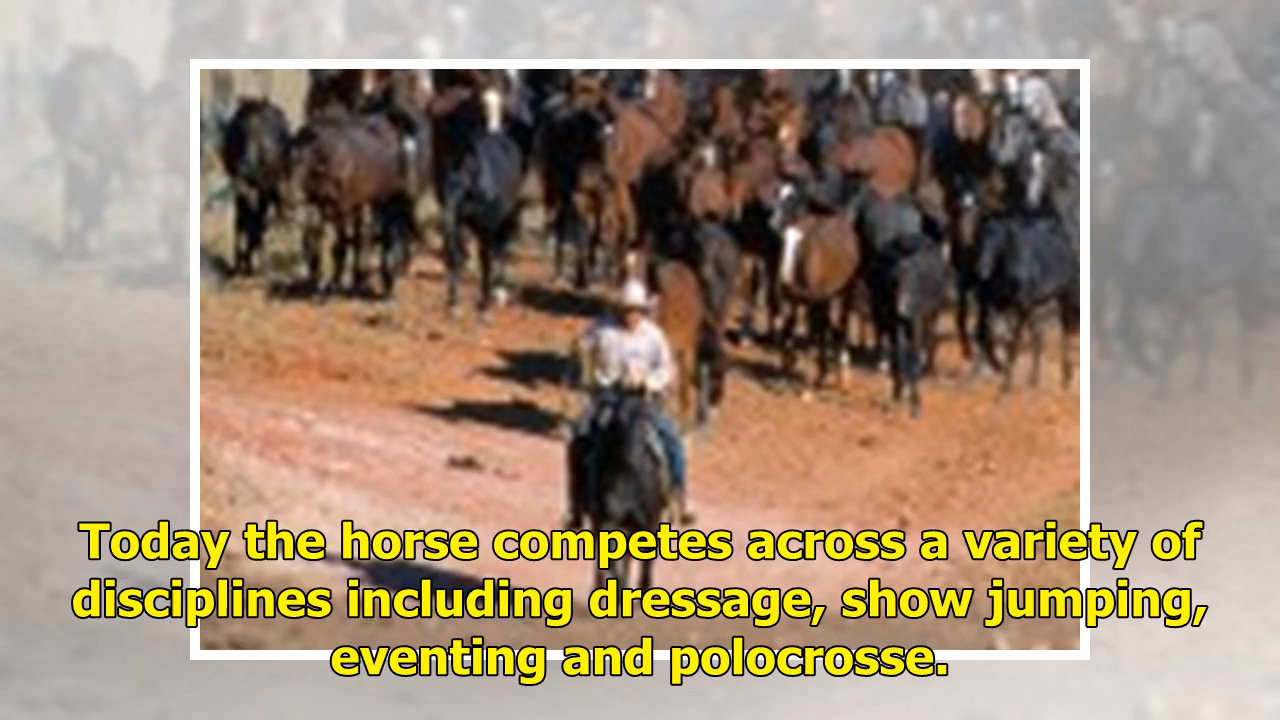 Today the horse competes across a variety of
disciplines including dressage, show jumping,
eventing and polocrosse.